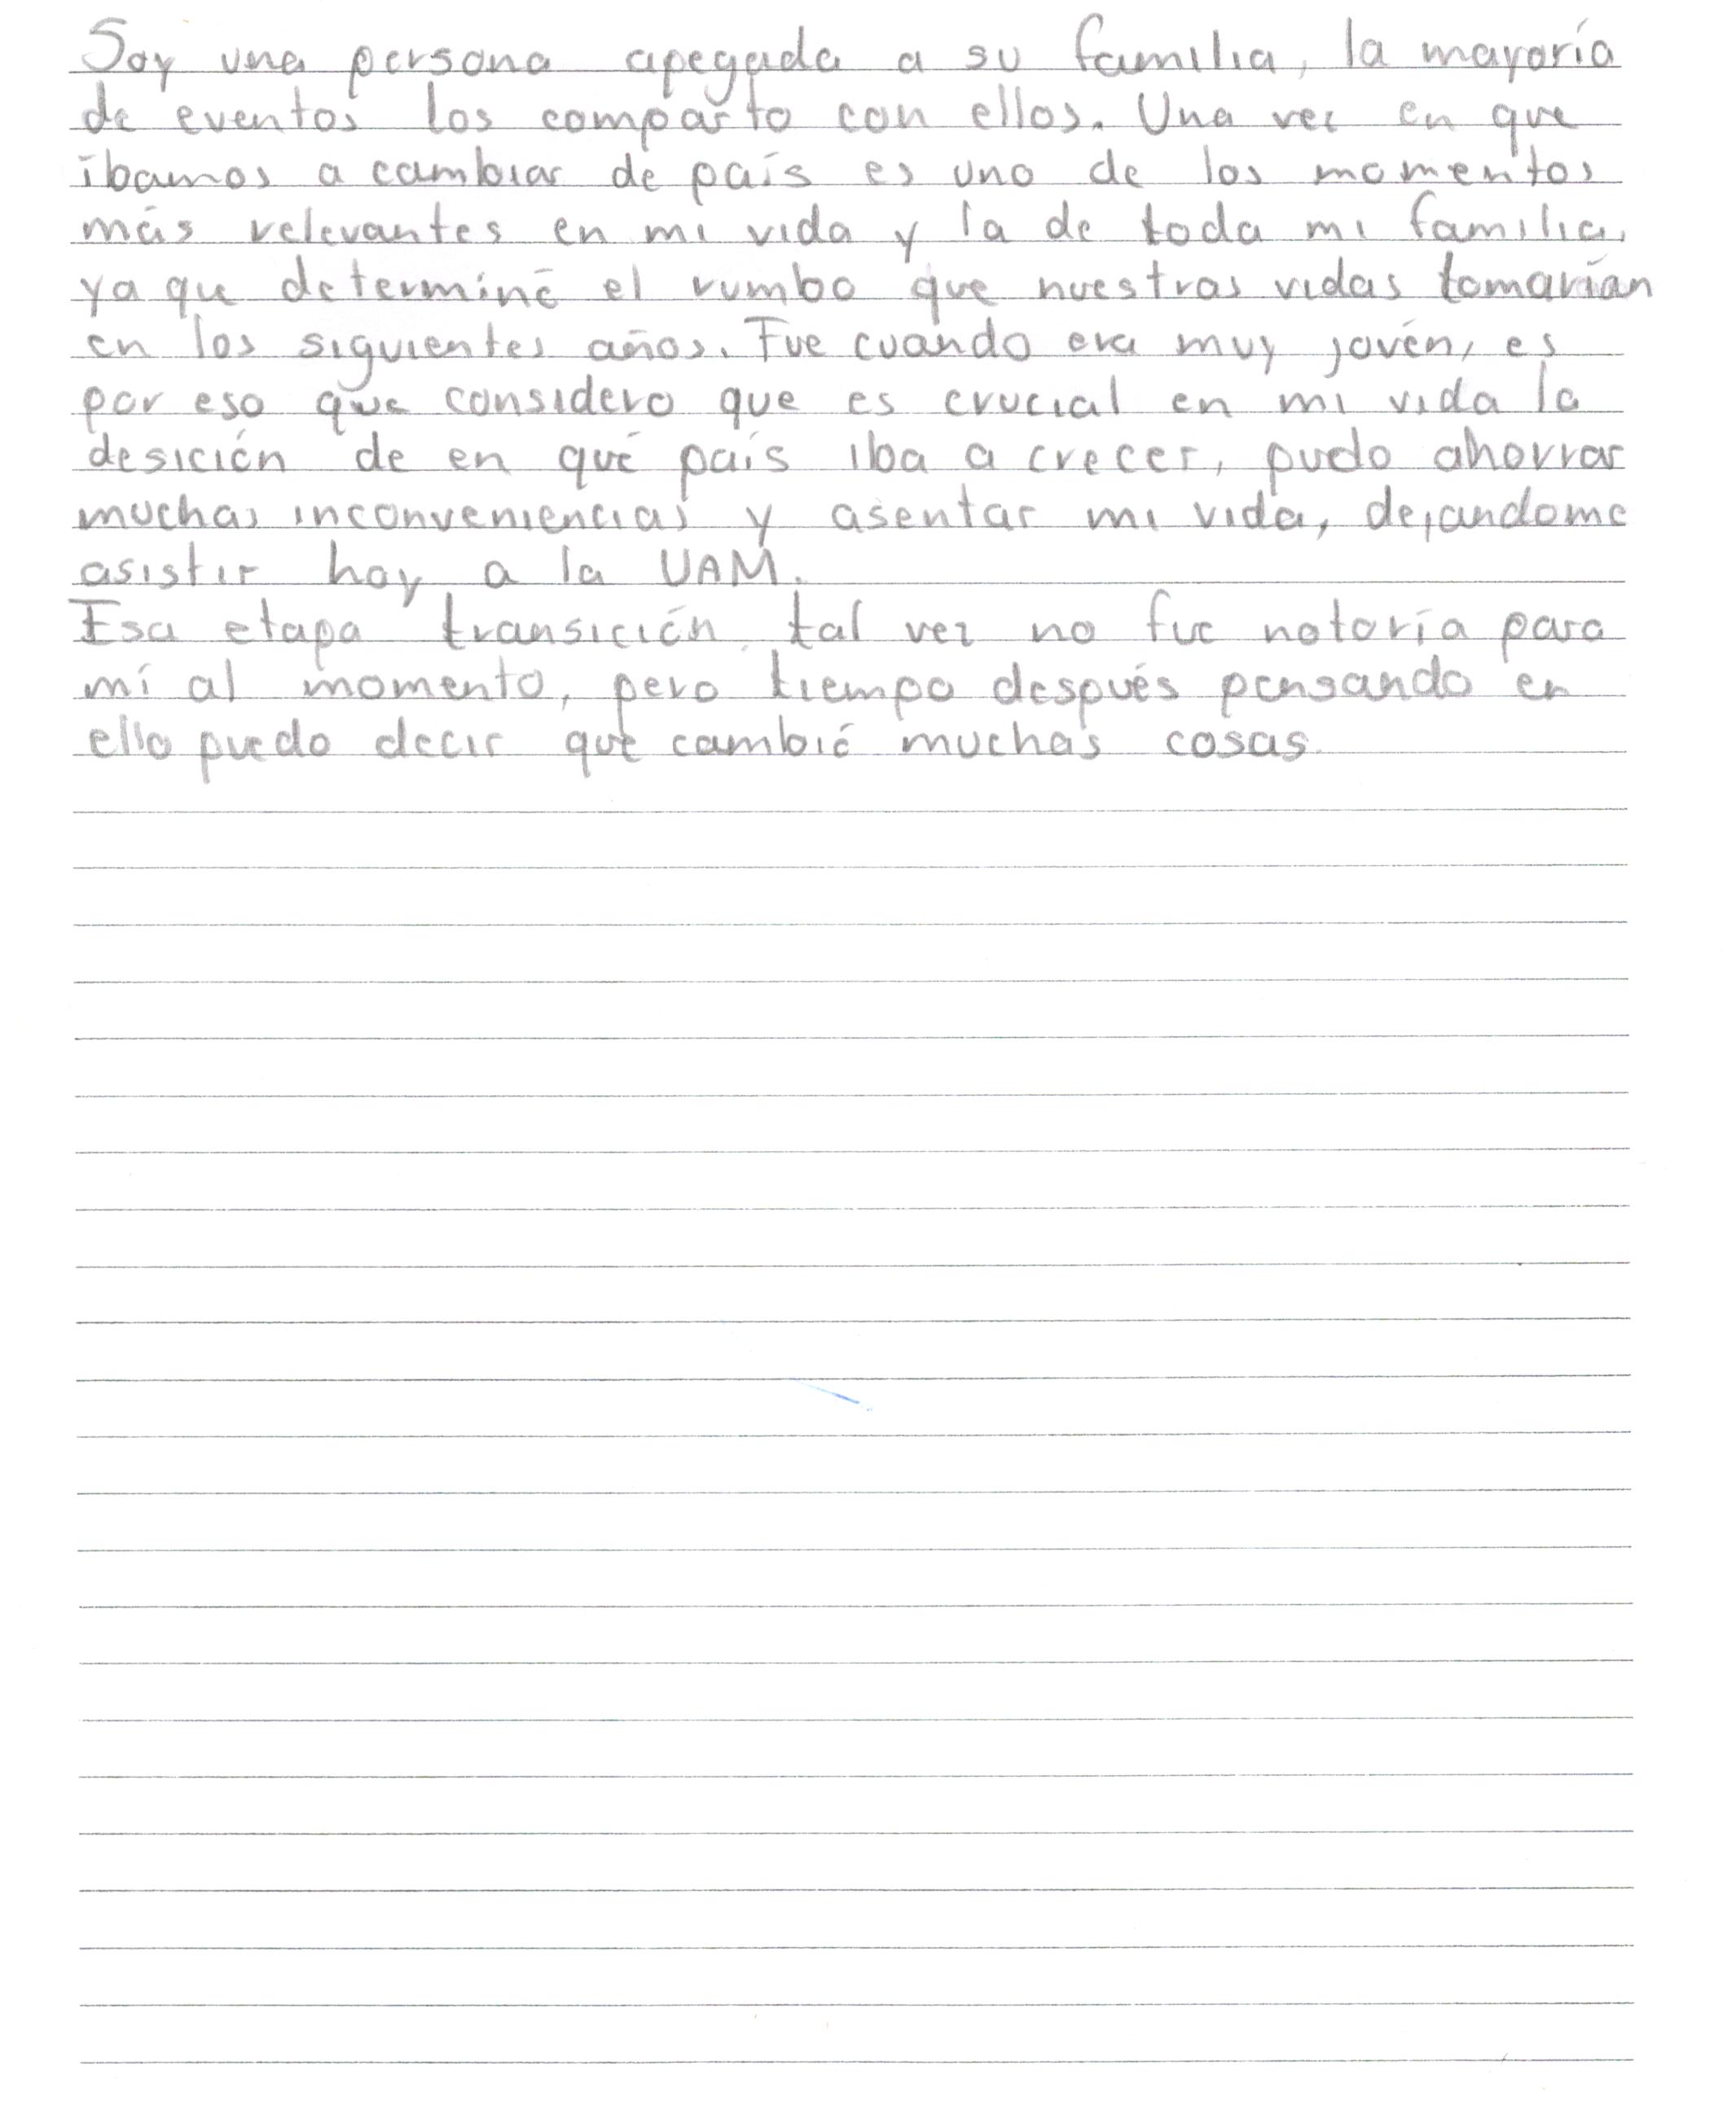 Soy una persona apegada a su familia, la mayoría
de eventos los comparto con ellos. Una vez en que
íbamos a cambiar de país es uno de los momentos
más relevantes en mi vida y la de toda mi familia,
ya que determinó el rumbo que nuestras vidas tomarían
en los siguientes años. Fue cuando era muy jovén, es
por eso que considero que es crucial en mi vida la
desición de en qué país iba a crecer, pudo ahorrar
muchas inconveniencias y asentar mi vida, dejandome
asistir hoy a la UAM.
Esa etapa transición tal vez no fue notoria para
mí al momento, pero tiempo después pensando en
ello puedo decir que cambió muchas cosas.